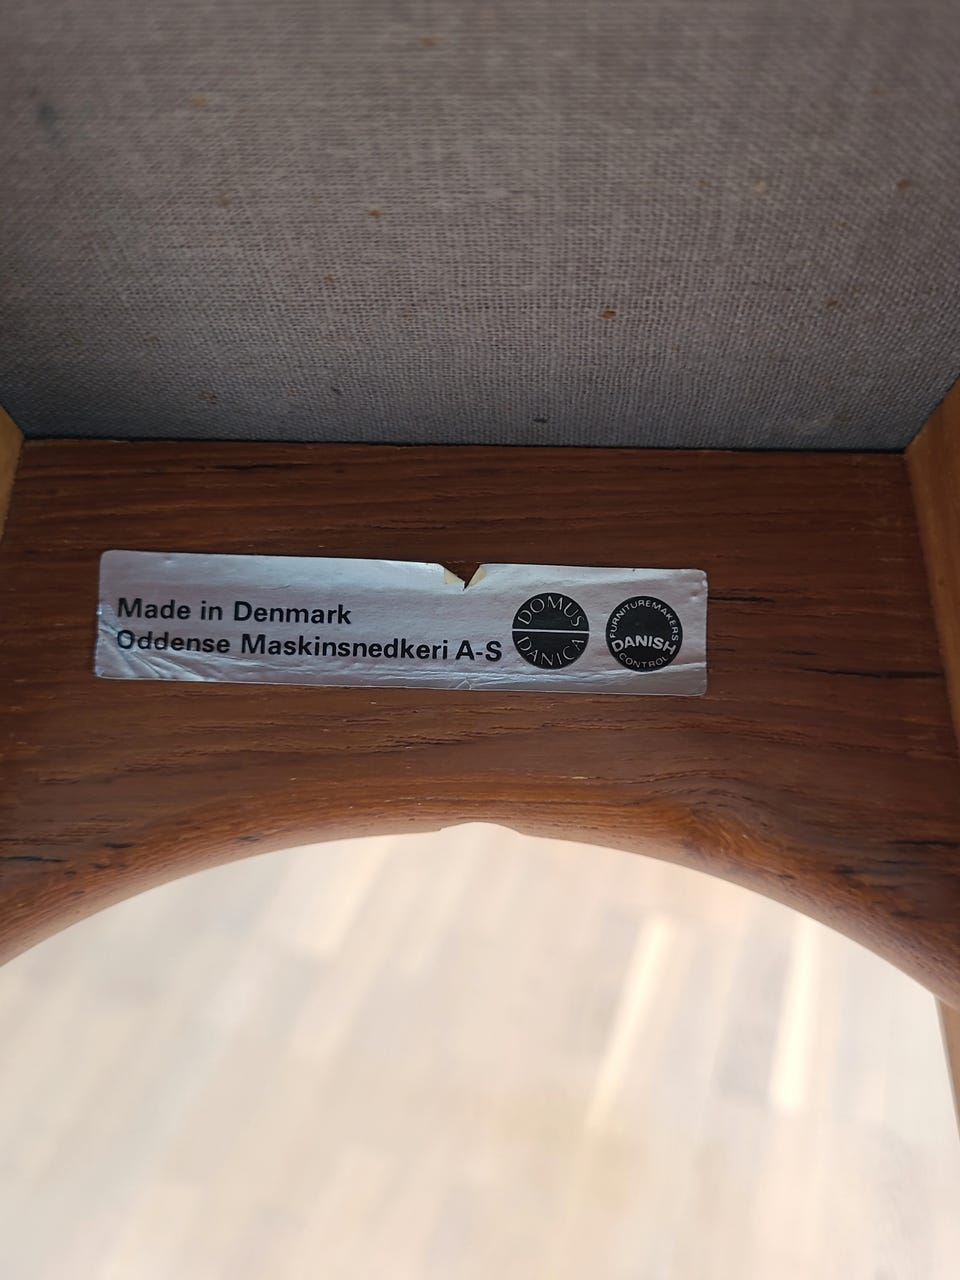 Made in Denmark
Oddense Maskinsnedkeri A-S
DOMUS
DANICA
FURNITUREMAKERS
DANISH
CONTROL